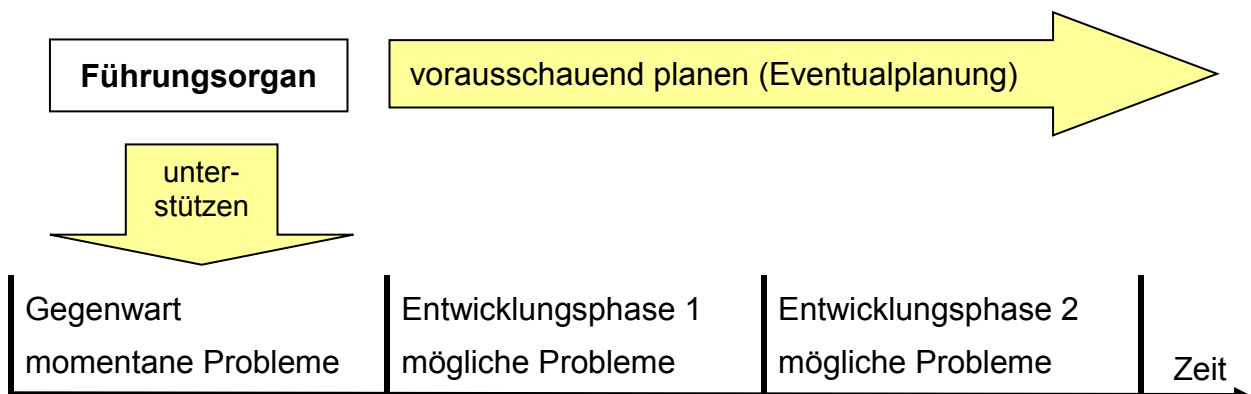 Führungsorgan
vorausschauend planen (Eventualplanung)
unter-
stützen
Gegenwart
momentane Probleme
Entwicklungsphase 1
mögliche Probleme
Entwicklungsphase 2
mögliche Probleme
Zeit